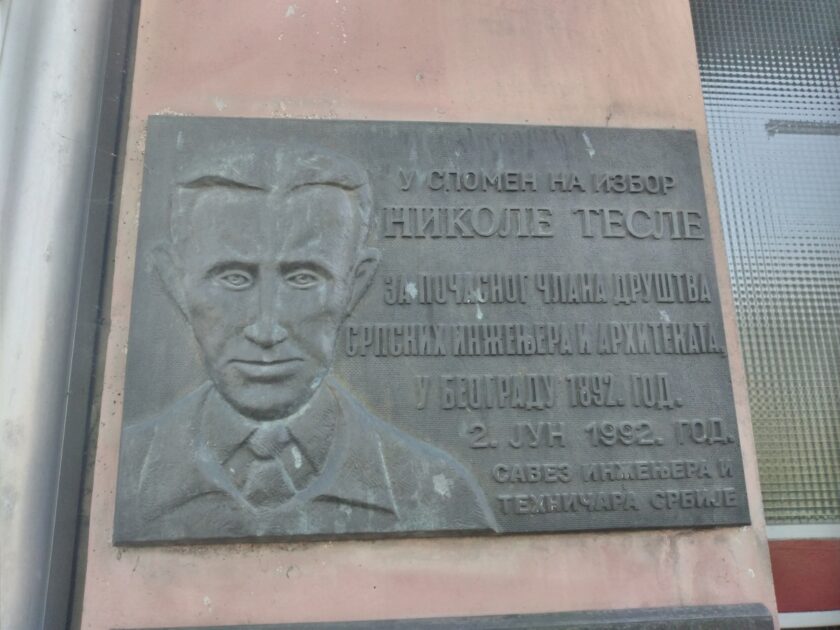 У СПОМЕН НА ИЗБОР
НИКОЛЕ ТЕСЛЕ
ЗА ПОЧАСНОГ ЧЛАНА ДРУШТВА
СРПСКИХ ИНЖЕЊЕРА И АРХИТЕКАТА,
У БЕОГРАДУ 1892. ГОД.
2. ЈУН 1992. ГОД.
САВЕЗ ИНЖЕЊЕРА И
ТЕХНИЧАРА СРБИЈЕ